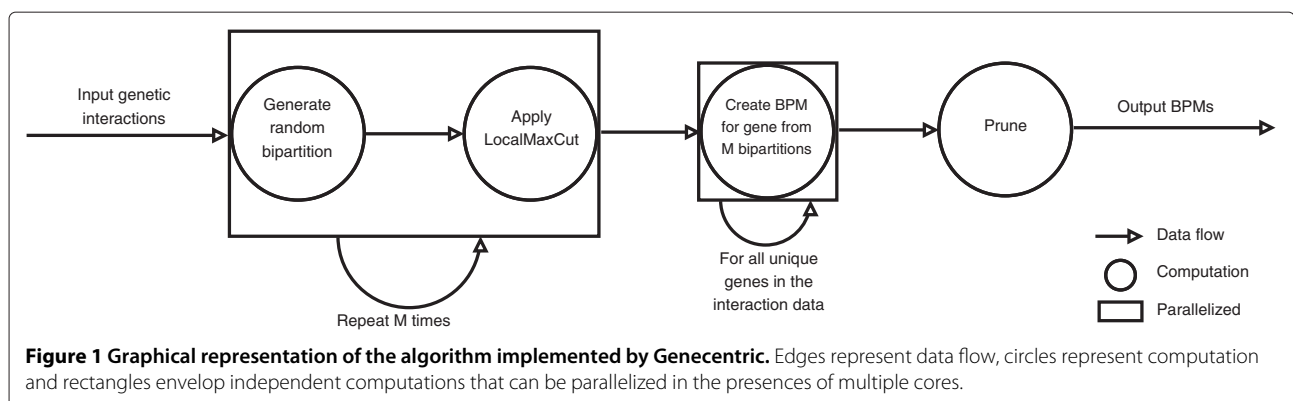 Input genetic
interactions
Generate
random
bipartition
Apply
LocalMaxCut
Repeat M times
Create BPM
for gene from
M bipartitions
For all unique
genes in the
interaction data
Prune
Output BPMs
Data flow
Computation
Parallelized
Figure 1 Graphical representation of the algorithm implemented by Genecentric. Edges represent data flow, circles represent computation
and rectangles envelop independent computations that can be parallelized in the presences of multiple cores.